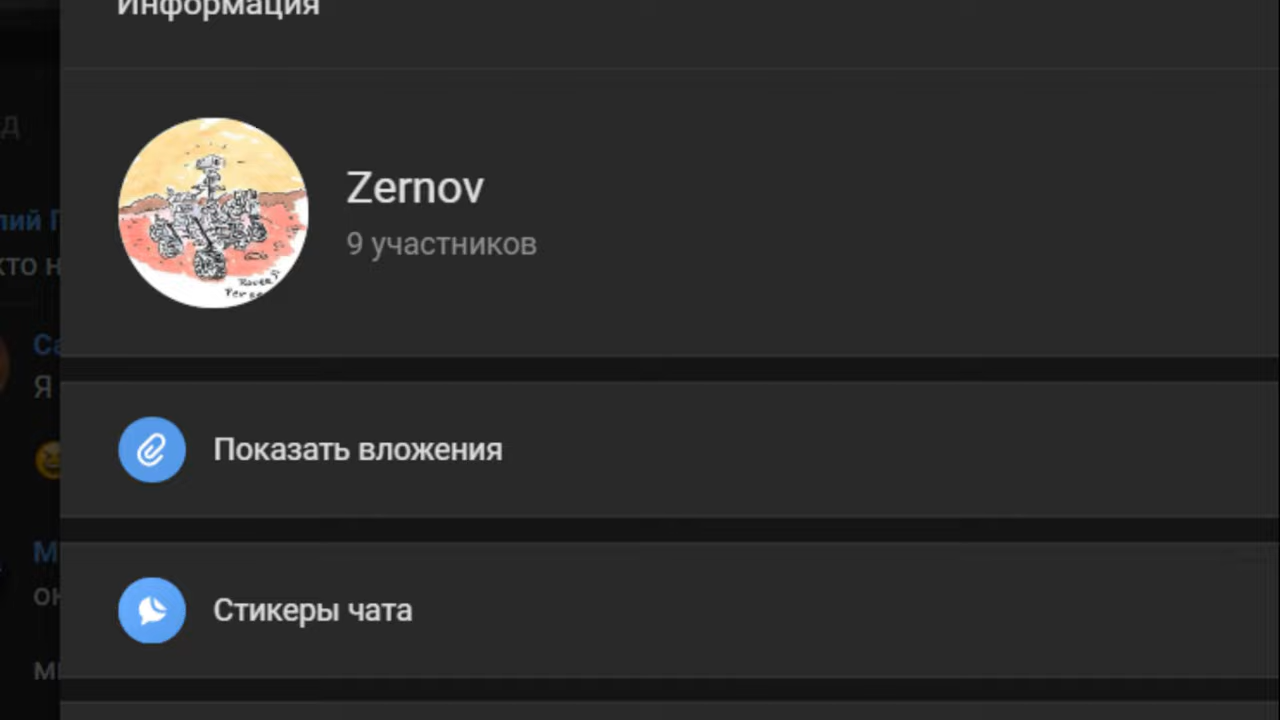 Информация
Zernov
9 участников
Показать вложения
Стикеры чата
Я